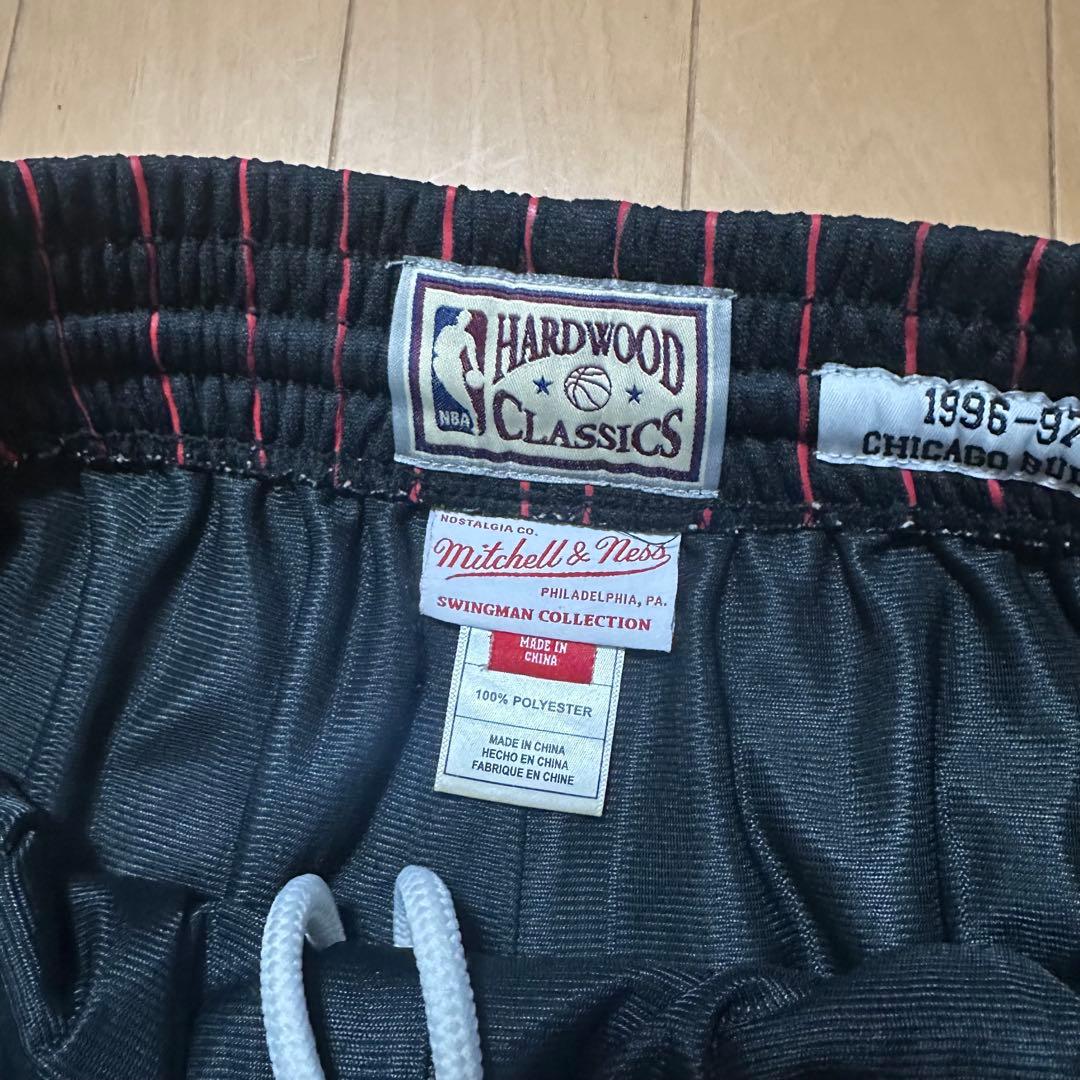 HARDWOOD
CLASSICS
NBA
1996-97
CHICAGO
NOSTALGIA CO.
Mitchell & Ness
PHILADELPHIA, PA.
SWINGMAN COLLECTION
MADE IN
CHINA
100% POLYESTER
MADE IN CHINA
HECHO EN CHINA
FABRIQUE EN CHINE